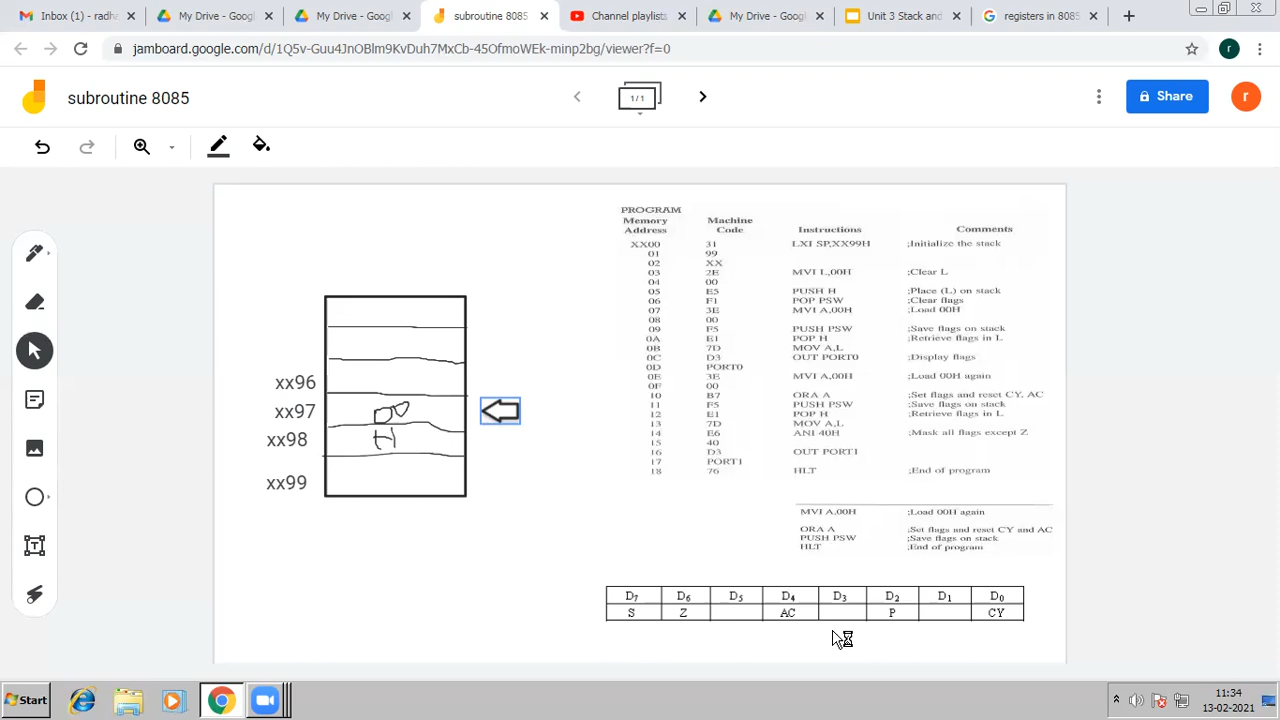 Inbox (1) - radha
My Drive - Googl
My Drive - Googl
subroutine 8085
Channel playlists
My Drive - Googl
Unit 3 Stack and
registers in 8085
jamboard.google.com/d/1Q5v-Guu4JnOBlm9KvDuh7MxCb-45OfmoWEk-minp2bg/viewer?f=0
r
subroutine 8085
1/1
Share
r
PROGRAM
Memory Address Machine Code Instructions Comments
XX00 31 LXI SP,XX99H ;Initialize the stack
01 99
02 XX
03 2E MVI L,00H ;Clear L
04 00
05 E5 PUSH H ;Place (L) on stack
06 F1 POP PSW ;Clear flags
07 3E MVI A,00H ;Load 00H
08 00
09 F5 PUSH PSW ;Save flags on stack
0A E1 POP H ;Retrieve flags in L
0B 7D MOV A,L
0C D3 OUT PORT0 ;Display flags
0D PORT0
0E 3E MVI A,00H ;Load 00H again
0F 00
10 B7 ORA A ;Set flags and reset CY, AC
11 F5 PUSH PSW ;Save flags on stack
12 E1 POP H ;Retrieve flags in L
13 7D MOV A,L
14 E6 ANI 40H ;Mask all flags except Z
15 40
16 D3 OUT PORT1
17 PORT1
18 76 HLT ;End of program
MVI A,00H ;Load 00H again
ORA A ;Set flags and reset CY and AC
PUSH PSW ;Save flags on stack
HLT ;End of program
xx96
xx97 00
xx98 H
xx99
D7 D6 D5 D4 D3 D2 D1 D0
S Z AC P CY
Start
11:34
13-02-2021